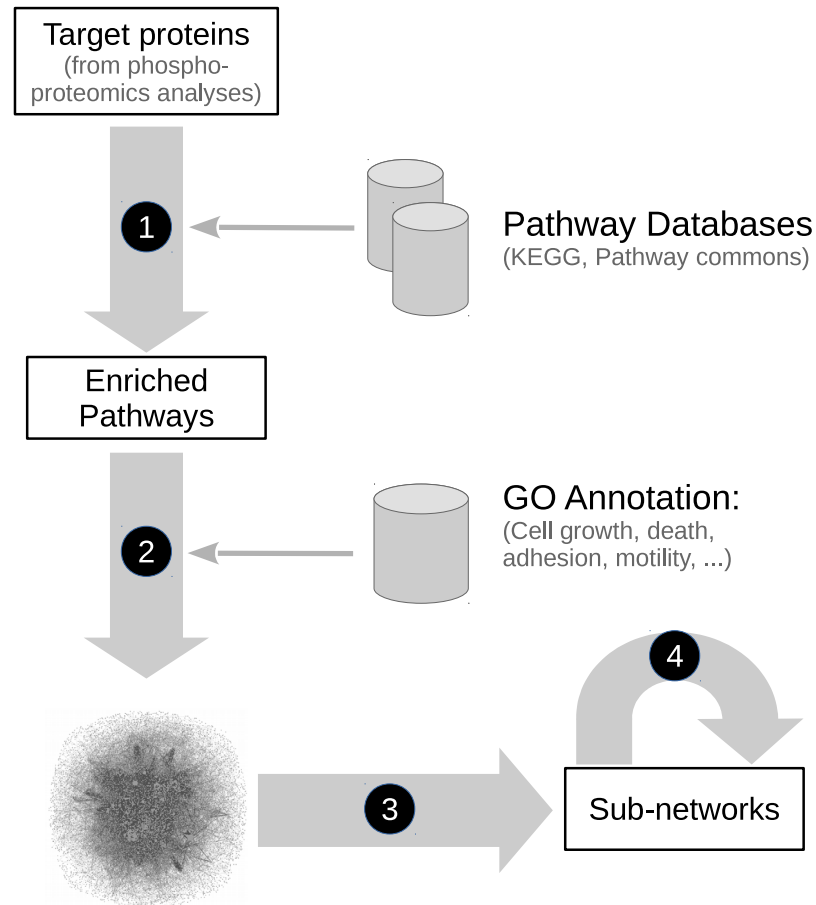 Target proteins
(from phospho-
proteomics analyses)
1
Pathway Databases
(KEGG, Pathway commons)
Enriched
Pathways
2
GO Annotation:
(Cell growth, death,
adhesion, motility, ...)
4
3
Sub-networks